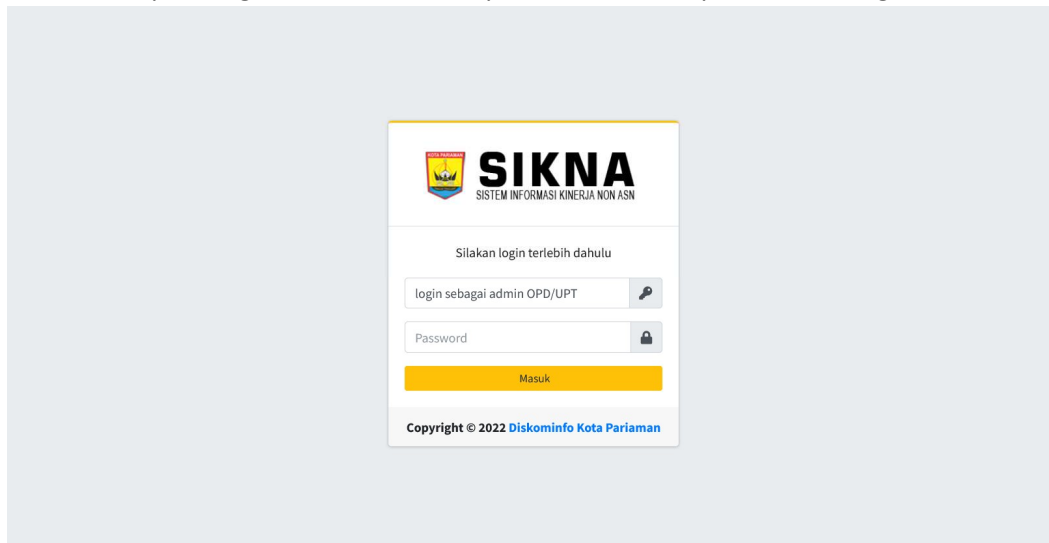 KOTA PARIAMAN
SIKNA
SISTEM INFORMASI KINERJA NON ASN
Silakan login terlebih dahulu
login sebagai admin OPD/UPT
Password
Masuk
Copyright © 2022 Diskominfo Kota Pariaman